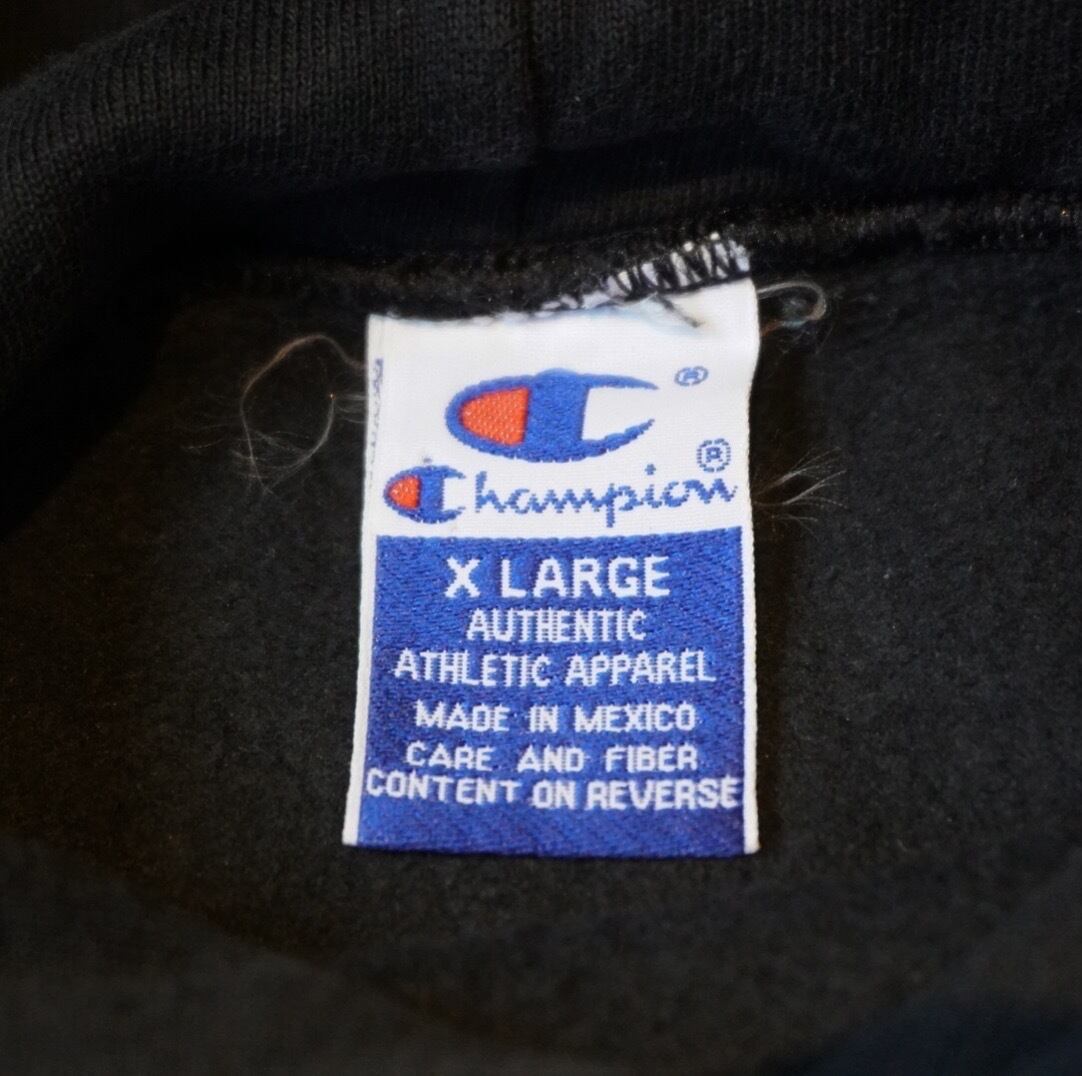 ®
Champion®
X LARGE
AUTHENTIC
ATHLETIC APPAREL
MADE IN MEXICO
CARE AND FIBER
CONTENT ON REVERSE